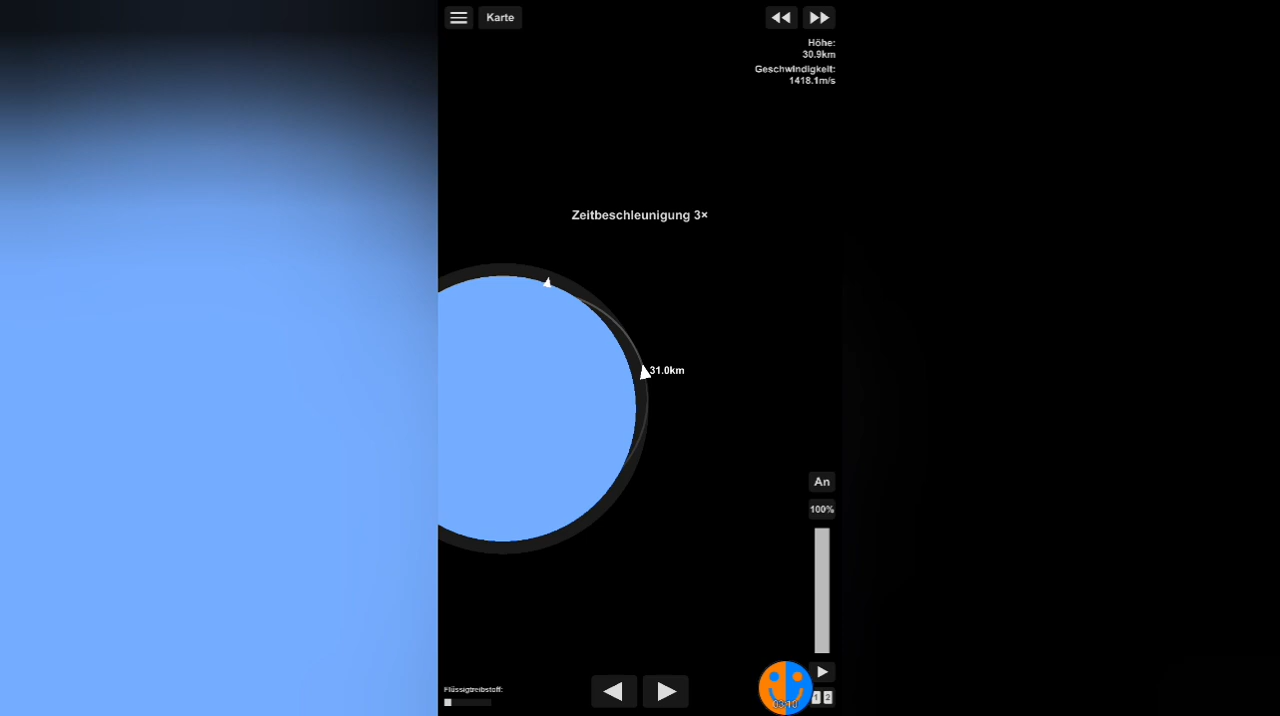 Karte
Höhe:
30.9km
Geschwindigkeit:
1418.1m/s
Zeitbeschleunigung 3×
31.0km
An
100%
Flüssigtreibstoff:
1 2